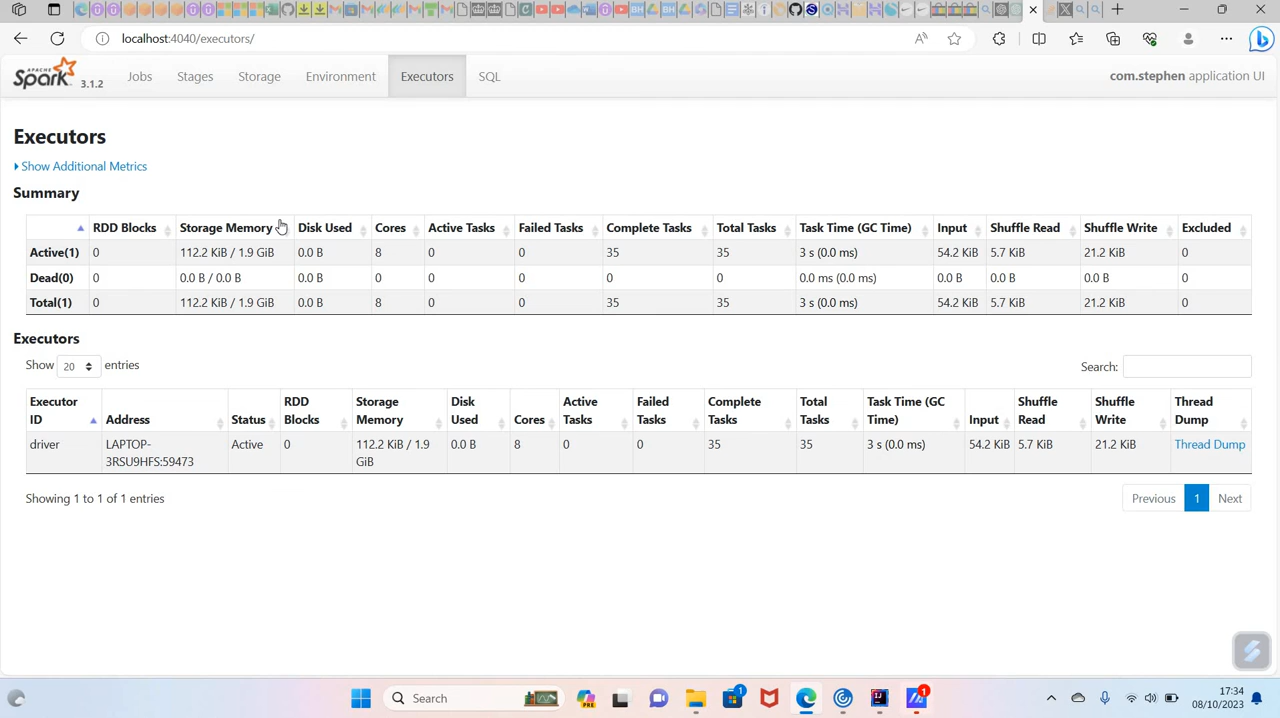 localhost:4040/executors/
APACHE
Spark 3.1.2 Jobs Stages Storage Environment Executors SQL com.stephen application UI
Executors
Show Additional Metrics
Summary
RDD Blocks Storage Memory Disk Used Cores Active Tasks Failed Tasks Complete Tasks Total Tasks Task Time (GC Time) Input Shuffle Read Shuffle Write Excluded
Active(1) 0 112.2 KiB / 1.9 GiB 0.0 B 8 0 0 35 35 3 s (0.0 ms) 54.2 KiB 5.7 KiB 21.2 KiB 0
Dead(0) 0 0.0 B / 0.0 B 0.0 B 0 0 0 0 0 0.0 ms (0.0 ms) 0.0 B 0.0 B 0.0 B 0
Total(1) 0 112.2 KiB / 1.9 GiB 0.0 B 8 0 0 35 35 3 s (0.0 ms) 54.2 KiB 5.7 KiB 21.2 KiB 0
Executors
Show 20 entries Search:
Executor ID Address Status RDD Blocks Storage Memory Disk Used Cores Active Tasks Failed Tasks Complete Tasks Total Tasks Task Time (GC Time) Input Shuffle Read Shuffle Write Thread Dump
driver LAPTOP-3RSU9HFS:59473 Active 0 112.2 KiB / 1.9 GiB 0.0 B 8 0 0 35 35 3 s (0.0 ms) 54.2 KiB 5.7 KiB 21.2 KiB Thread Dump
Showing 1 to 1 of 1 entries Previous 1 Next
Search PRE 1 1 17:34
08/10/2023